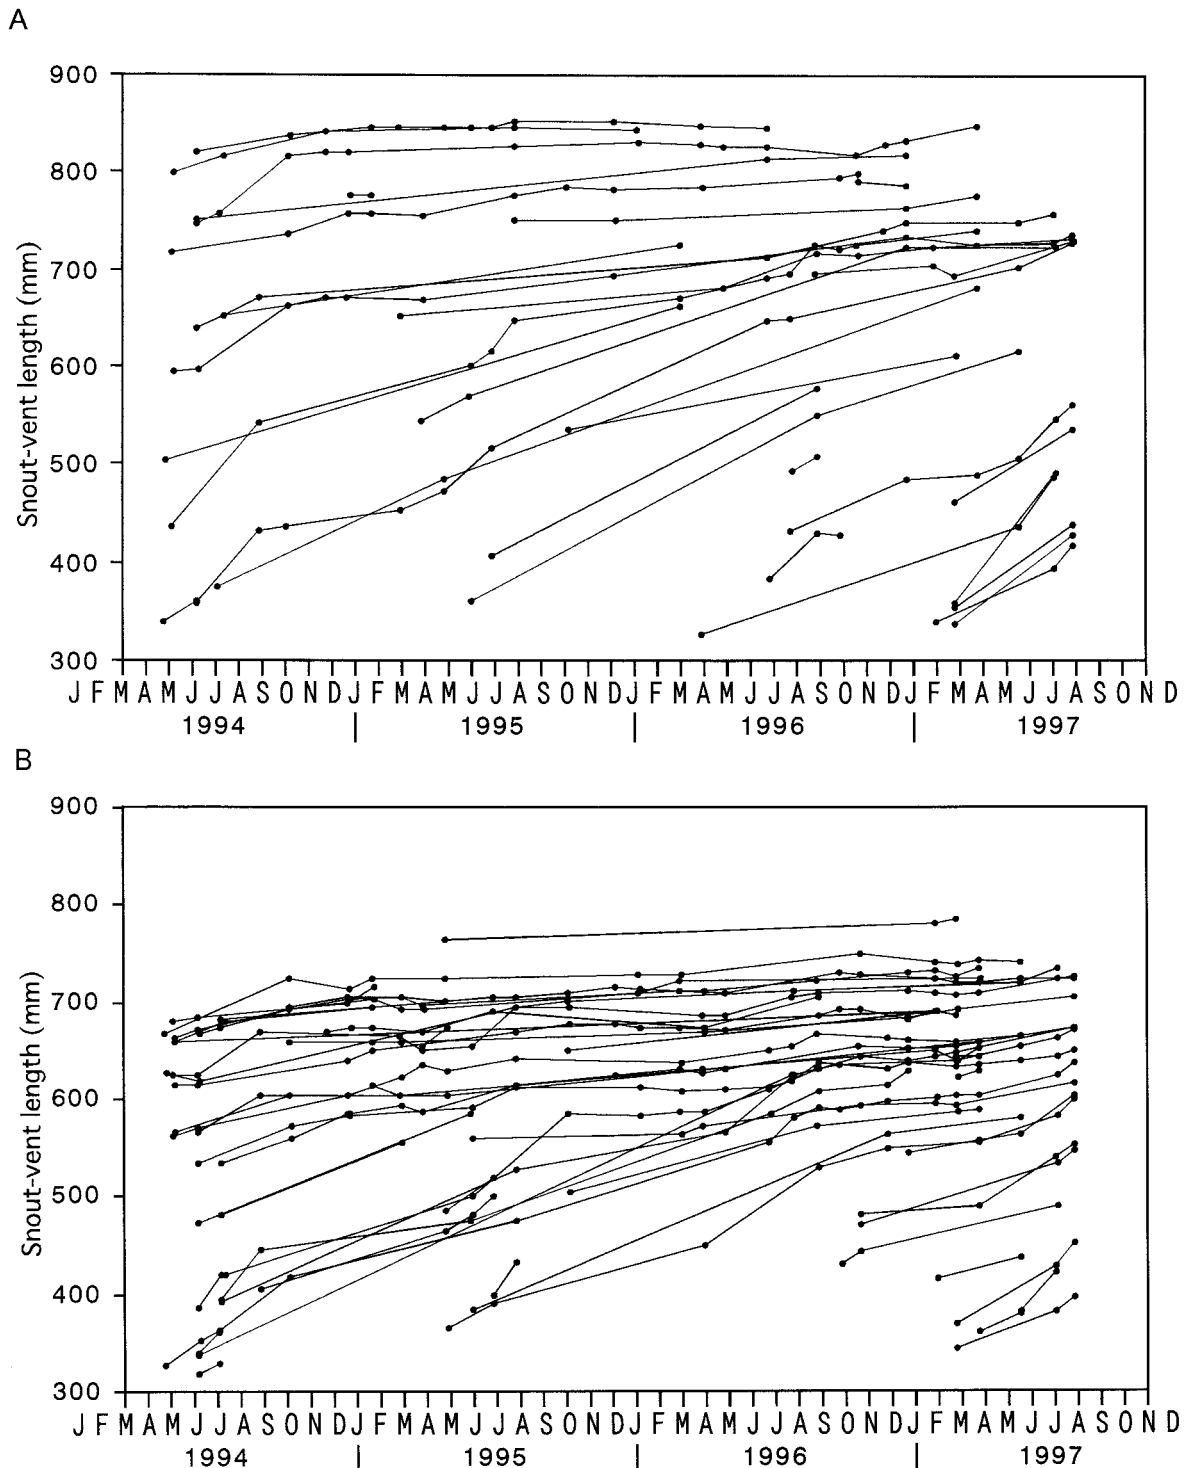 A
900
800
700
600
500
400
300
Snout-vent length (mm)
J F M A M J J A S O N D J F M A M J J A S O N D J F M A M J J A S O N D J F M A M J J A S O N D
1994 | 1995 | 1996 | 1997
B
900
800
700
600
500
400
300
Snout-vent length (mm)
J F M A M J J A S O N D J F M A M J J A S O N D J F M A M J J A S O N D J F M A M J J A S O N D
1994 | 1995 | 1996 | 1997